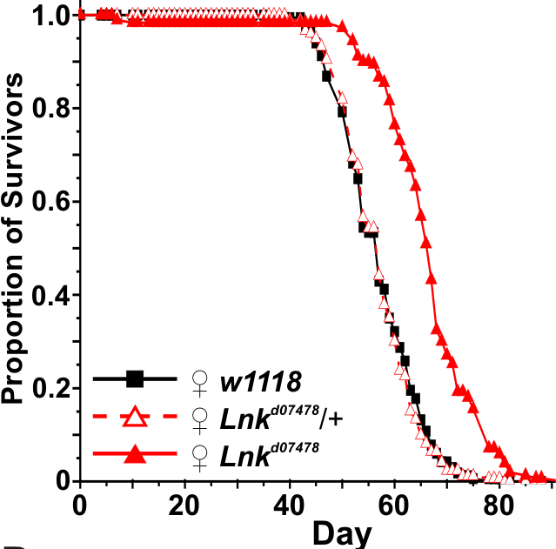 1.0
0.8
0.6
0.4
0.2
0
Proportion of Survivors
♀ w1118
♀ Lnk^d07478/+
♀ Lnk^d07478
0 20 40 60 80
Day